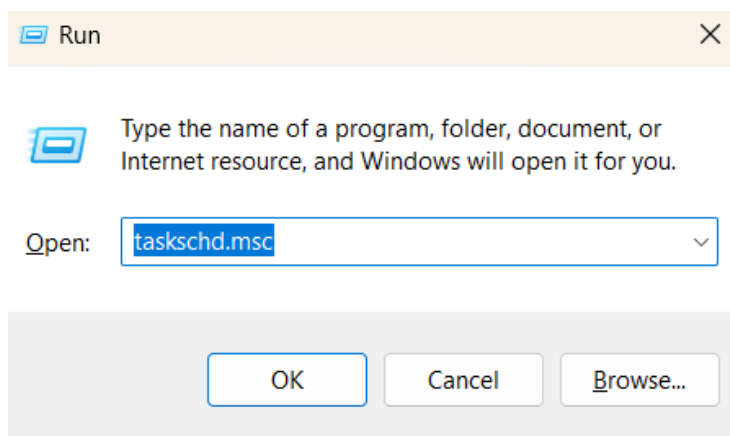 Run
Type the name of a program, folder, document, or
Internet resource, and Windows will open it for you.
Open: taskschd.msc
OK Cancel Browse...